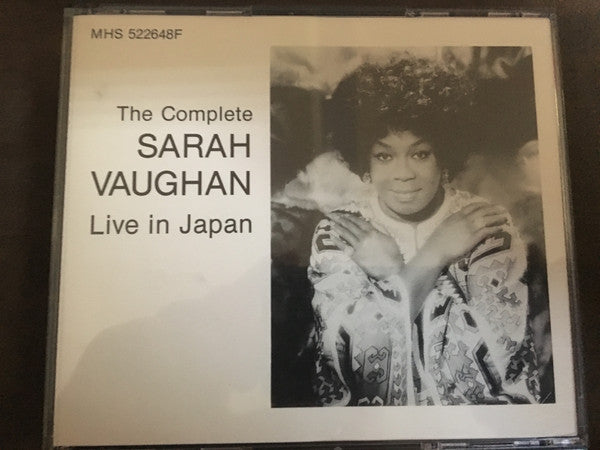 MHS 522648F
The Complete
SARAH
VAUGHAN
Live in Japan